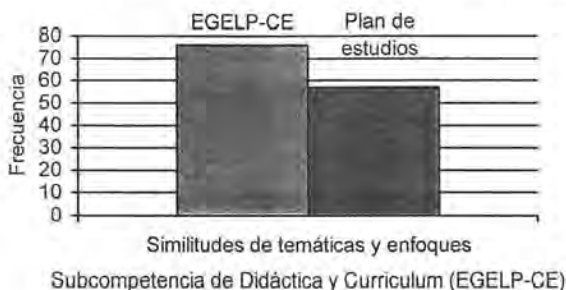 EGELP-CE
Plan de
estudios
Frecuencia
80
70
60
50
40
30
20
10
0
Similitudes de temáticas y enfoques
Subcompetencia de Didáctica y Curriculum (EGELP-CE)